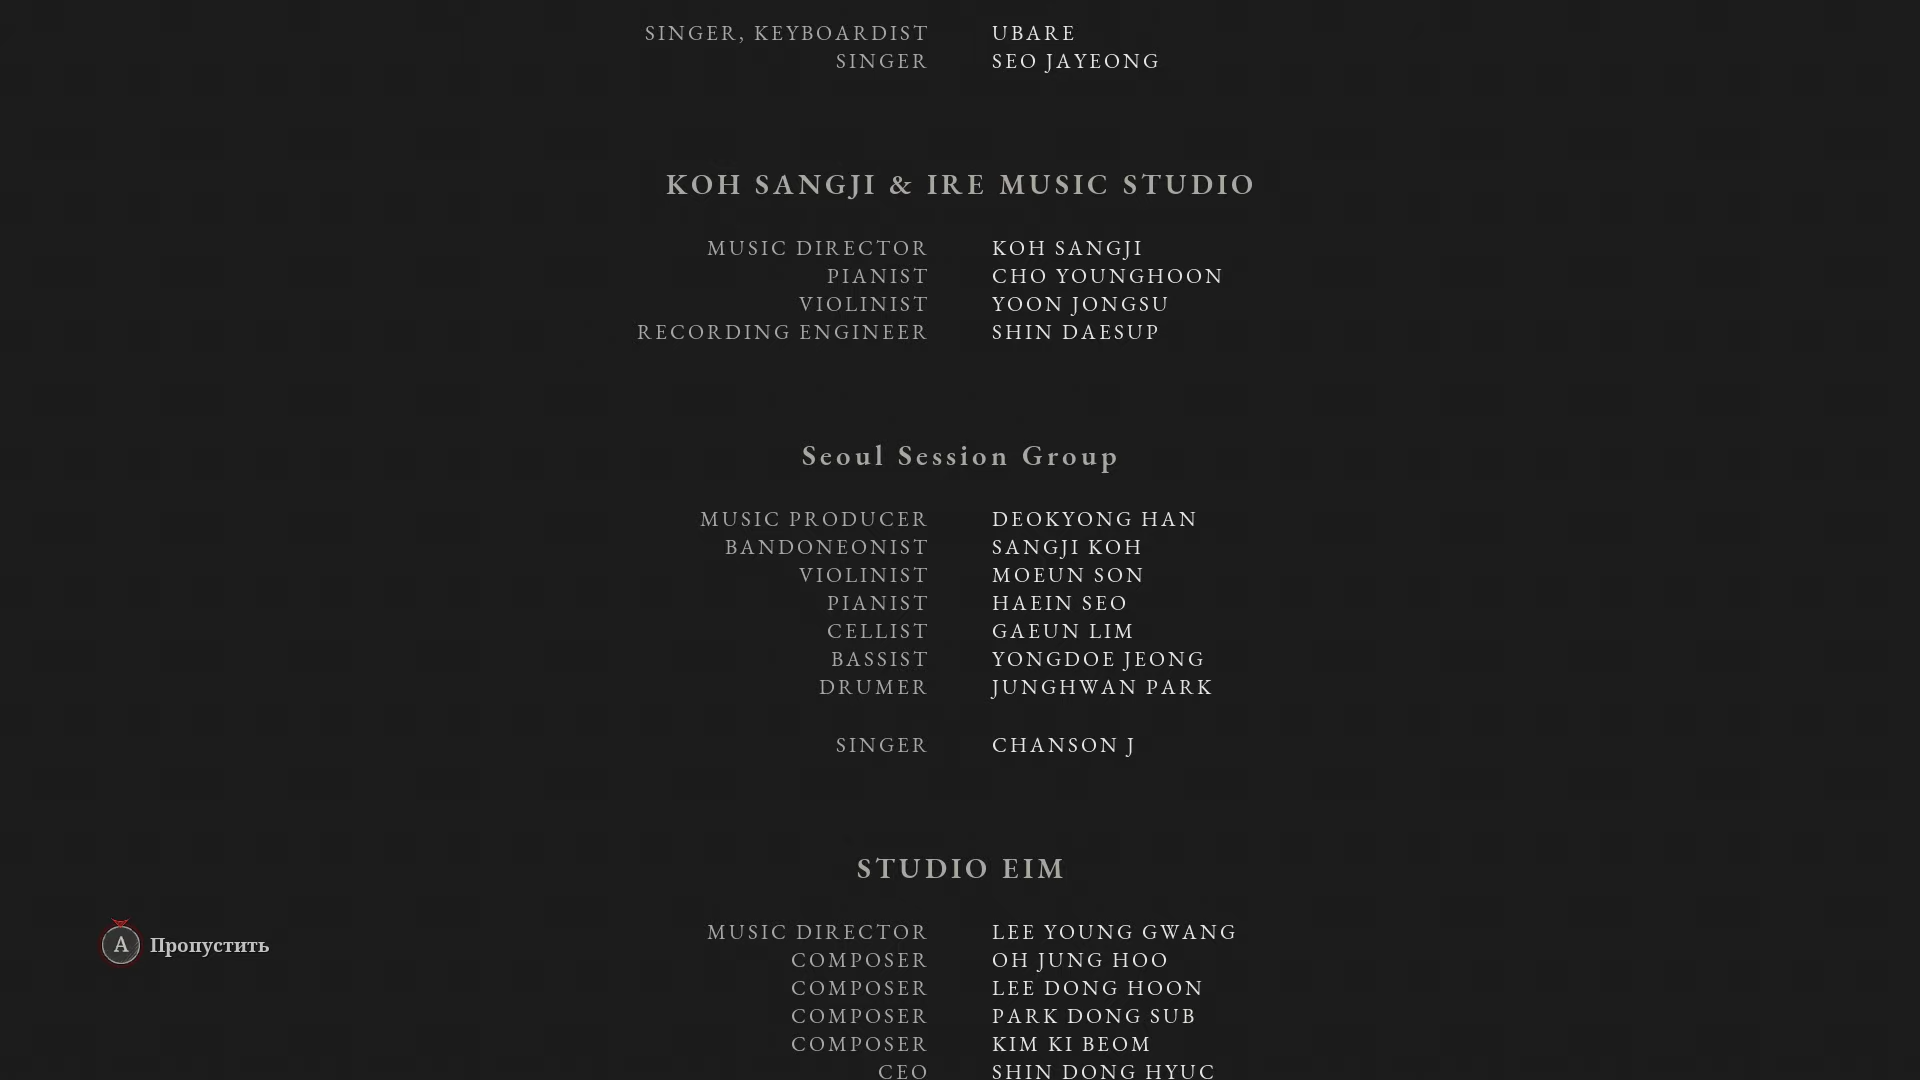 SINGER, KEYBOARDIST UBARE
SINGER SEO JAYEONG
KOH SANGJI & IRE MUSIC STUDIO
MUSIC DIRECTOR KOH SANGJI
PIANIST CHO YOUNGHOON
VIOLINIST YOON JONGSU
RECORDING ENGINEER SHIN DAESUP
Seoul Session Group
MUSIC PRODUCER DEOKYONG HAN
BANDONEONIST SANGJI KOH
VIOLINIST MOEUN SON
PIANIST HAEIN SEO
CELLIST GAEUN LIM
BASSIST YONGDOE JEONG
DRUMER JUNGHWAN PARK
SINGER CHANSON J
STUDIO EIM
MUSIC DIRECTOR LEE YOUNG GWANG
A Пропустить
COMPOSER OH JUNG HOO
COMPOSER LEE DONG HOON
COMPOSER PARK DONG SUB
COMPOSER KIM KI BEOM
CEO SHIN DONG HYUC